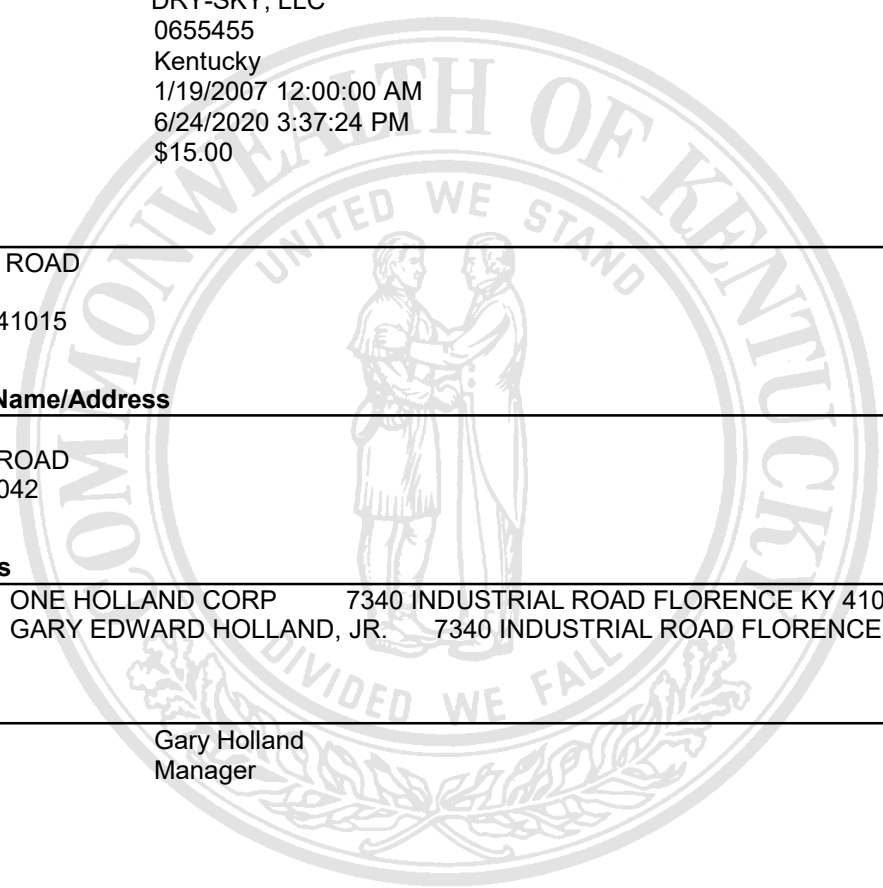 DRY-SKY, LLC
0655455
Kentucky
1/19/2007 12:00:00 AM
6/24/2020 3:37:24 PM
$15.00
COMMONWEALTH OF KENTUCKY
UNITED WE STAND
ROAD
41015
Name/Address
ROAD
042
s
ONE HOLLAND CORP 7340 INDUSTRIAL ROAD FLORENCE KY 410
GARY EDWARD HOLLAND, JR. 7340 INDUSTRIAL ROAD FLORENCE
DIVIDED WE FALL
Gary Holland
Manager